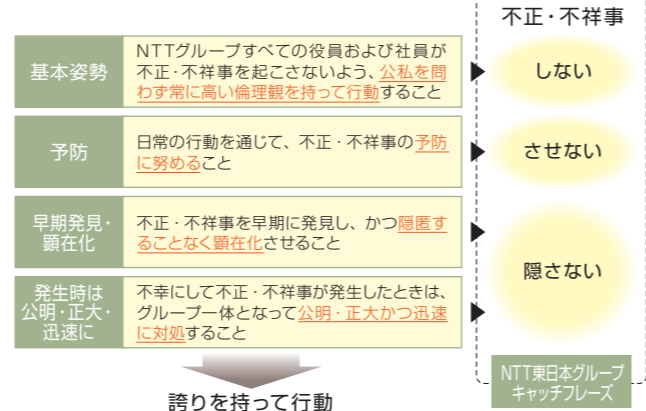 不正・不祥事
基本姿勢
NTTグループすべての役員および社員が
不正・不祥事を起こさないよう、公私を問
わず常に高い倫理観を持って行動すること
しない
予防
日常の行動を通じて、不正・不祥事の予防
に努めること
させない
早期発見・
顕在化
不正・不祥事を早期に発見し、かつ隠匿す
ることなく顕在化させること
隠さない
発生時は
公明・正大・
迅速に
不幸にして不正・不祥事が発生したときは、
グループ一体となって公明・正大かつ迅速
に対処すること
NTT東日本グループ
キャッチフレーズ
誇りを持って行動